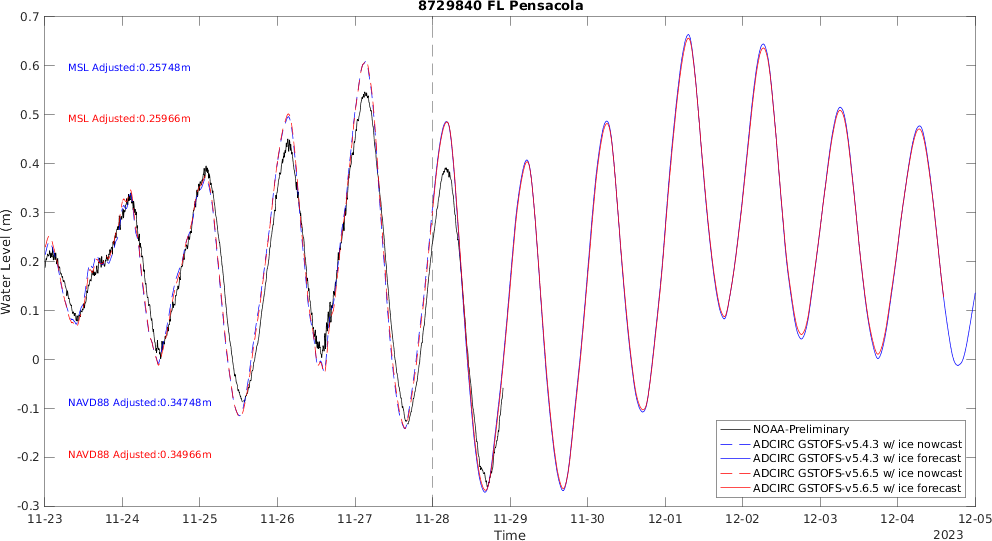 8729840 FL Pensacola
0.7
0.6
0.5
0.4
0.3
0.2
0.1
0
-0.1
-0.2
-0.3
Water Level (m)
MSL Adjusted:0.25748m
MSL Adjusted:0.25966m
NAVD88 Adjusted:0.34748m
NAVD88 Adjusted:0.34966m
NOAA-Preliminary
ADCIRC GSTOFS-v5.4.3 w/ ice nowcast
ADCIRC GSTOFS-v5.4.3 w/ ice forecast
ADCIRC GSTOFS-v5.6.5 w/ ice nowcast
ADCIRC GSTOFS-v5.6.5 w/ ice forecast
11-23 11-24 11-25 11-26 11-27 11-28 11-29 11-30 12-01 12-02 12-03 12-04 12-05
Time
2023